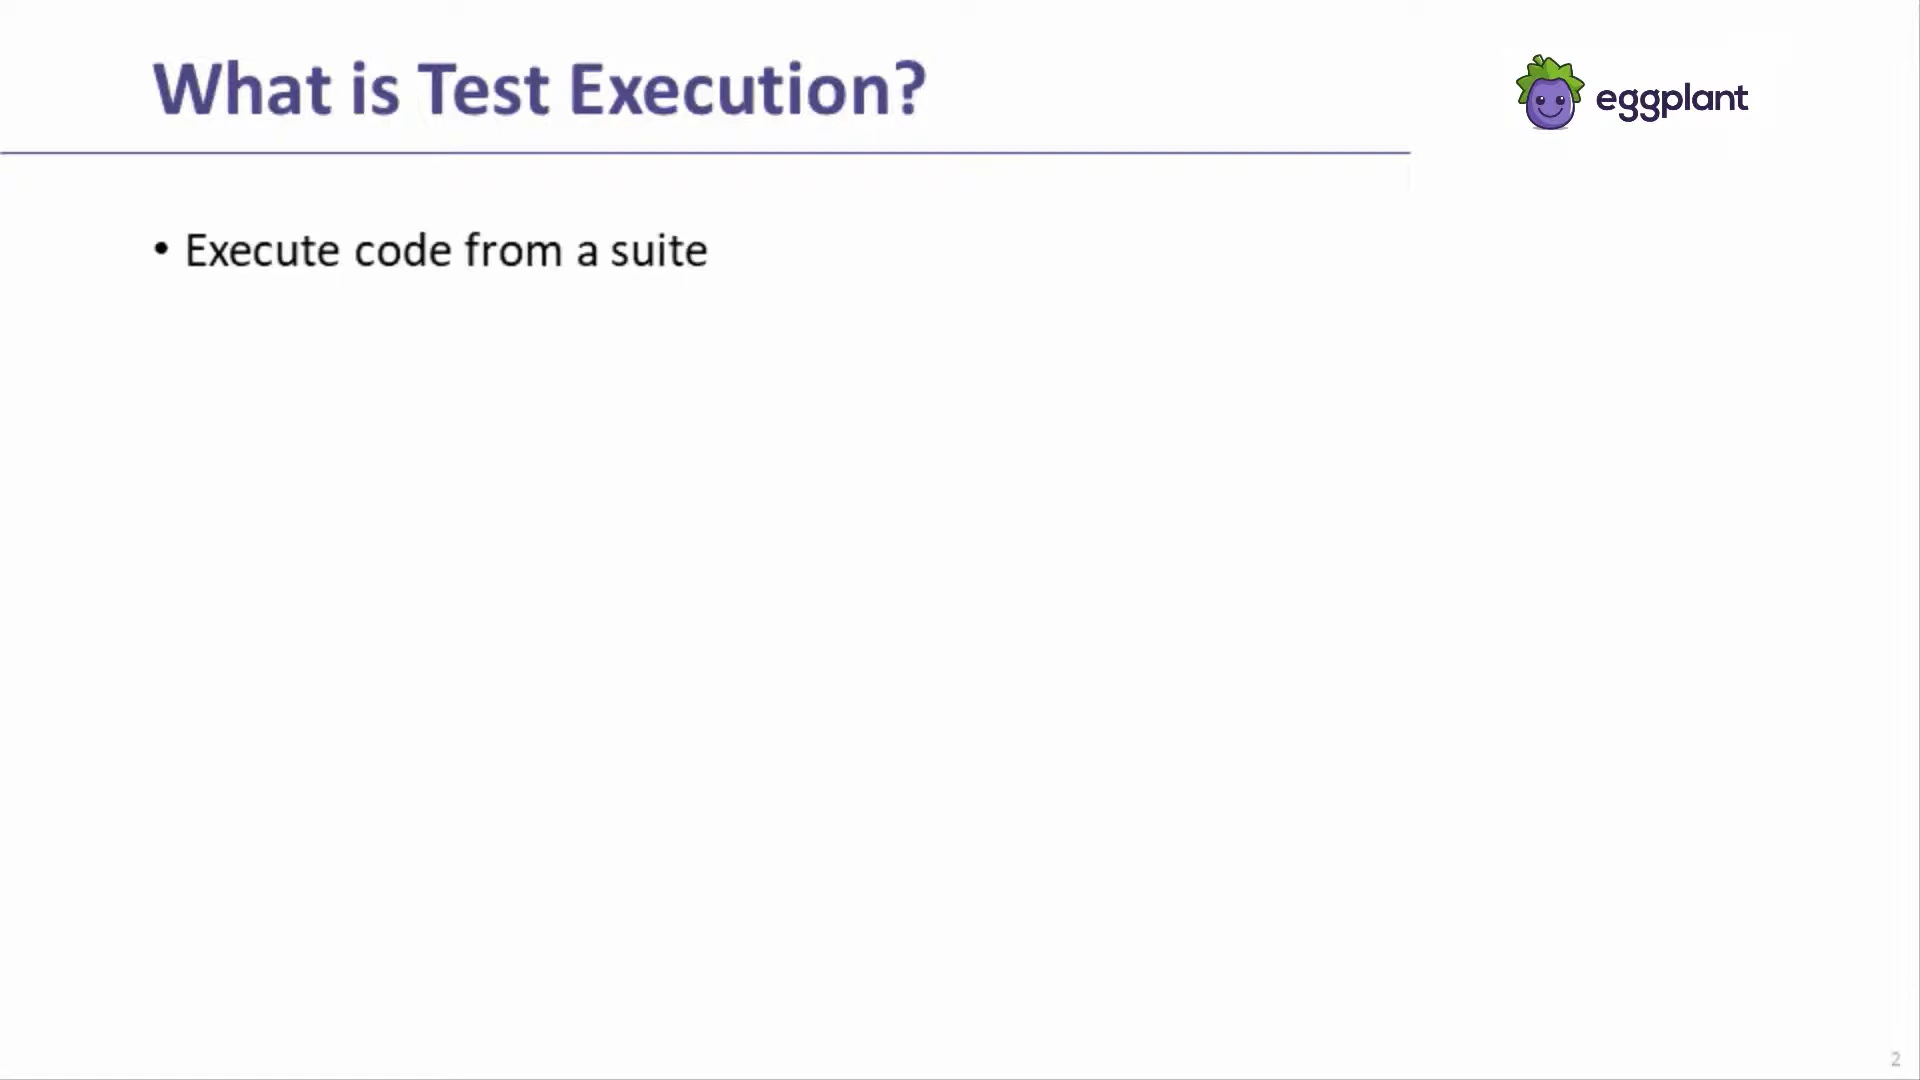 What is Test Execution?
eggplant
• Execute code from a suite
2